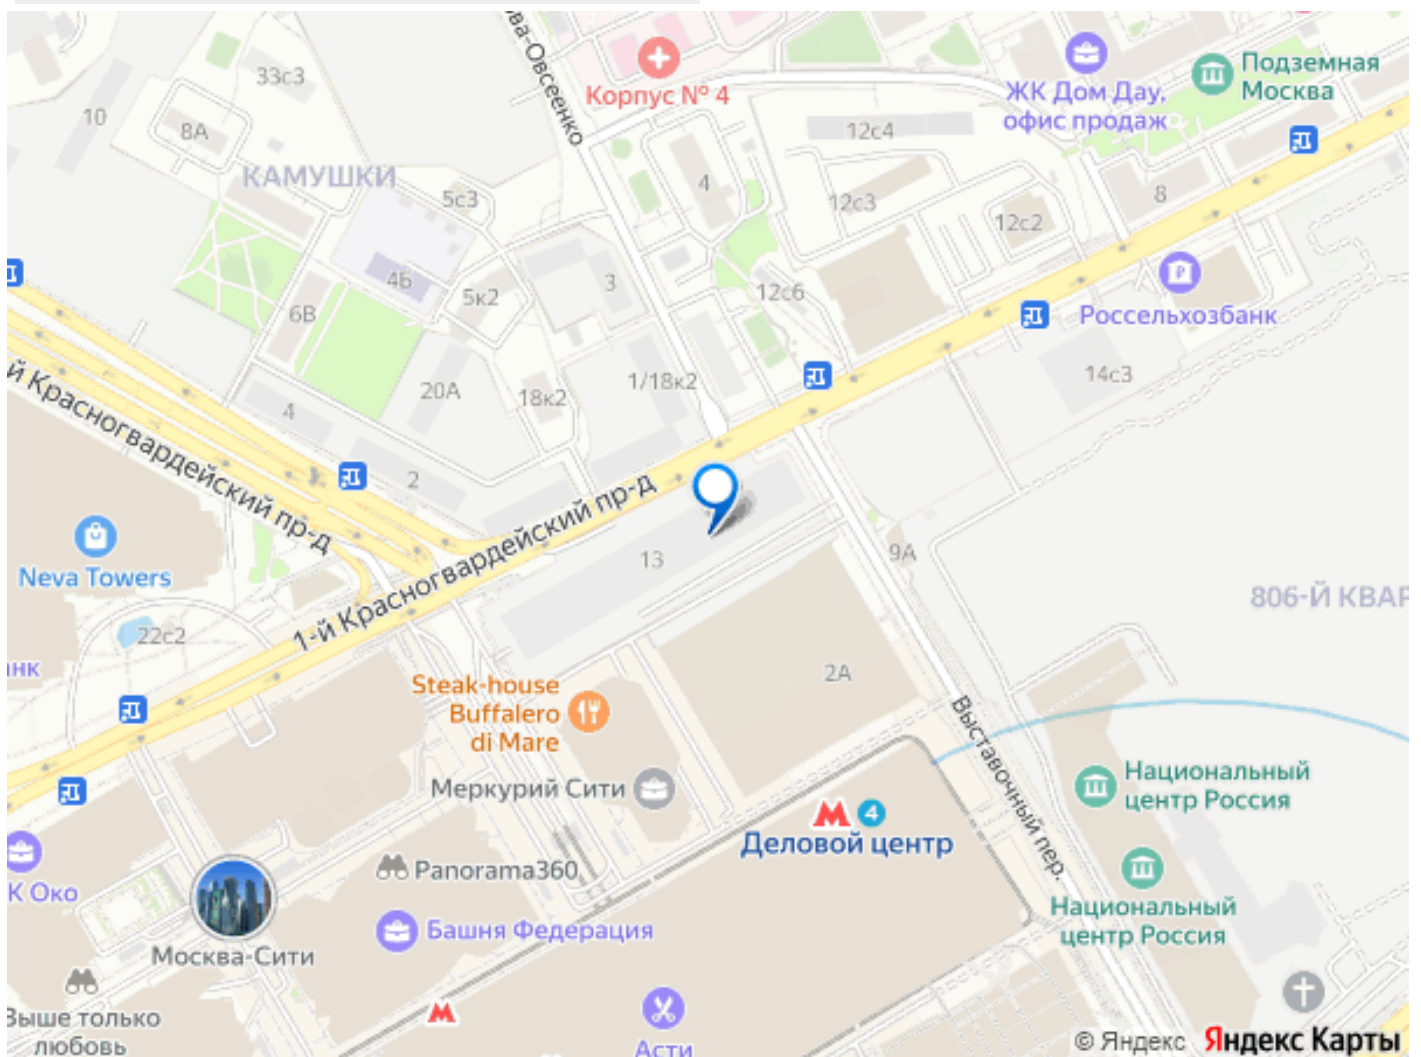 ва-Овсеенко
33с3
10
8А
КАМУШКИ
5с3
Корпус № 4
4
12с4
12с3
12с2
12с6
ЖК Дом Дау,
офис продаж
Подземная
Москва
8
Россельхозбанк
14с3
4б
5к2
3
6В
20А
18к2
1/18к2
4
2
й Красногвардейский пр-д
1-й Красногвардейский пр-д
13
9А
806-Й КВАР
Neva Towers
22с2
нк
Steak-house
Buffalero
di Mare
2А
Выставочный пер.
Меркурий Сити
4
Деловой центр
Национальный
центр Россия
Национальный
центр Россия
К Око
Panorama360
Башня Федерация
Москва-Сити
Выше только
любовь
Асти
© Яндекс Яндекс Карты